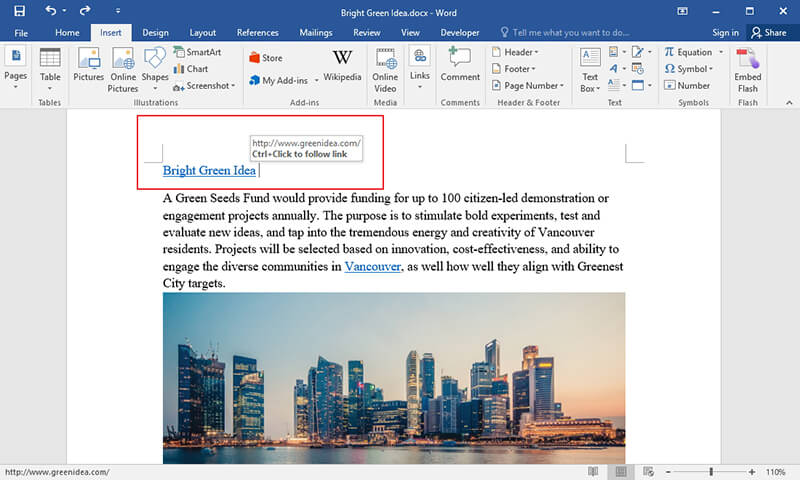 Bright Green Idea.docx - Word
File Home Insert Design Layout References Mailings View Developer Tell me what you want to do... Sign in Share
Pages
Table
Tables
Pictures
Online Pictures
Shapes
SmartArt
Chart
Screenshot
Illustrations
Store
My Add-ins
Wikipedia
Add-ins
Online Video
Media
Links
Comment
Comments
Header
Footer
Page Number
Header & Footer
Text Box
Text
Equation
Symbol
Number
Symbols
Embed Flash
Flash
http://www.greenidea.com/
Ctrl+Click to follow link
Bright Green Idea
A Green Seeds Fund would provide funding for up to 100 citizen-led demonstration or
engagement projects annually. The purpose is to stimulate bold experiments, test and
evaluate new ideas, and tap into the tremendous energy and creativity of Vancouver
residents. Projects will be selected based on innovation, cost-effectiveness, and ability to
engage the diverse communities in Vancouver, as well how well they align with Greenest
City targets.
http://www.greenidea.com/
110%